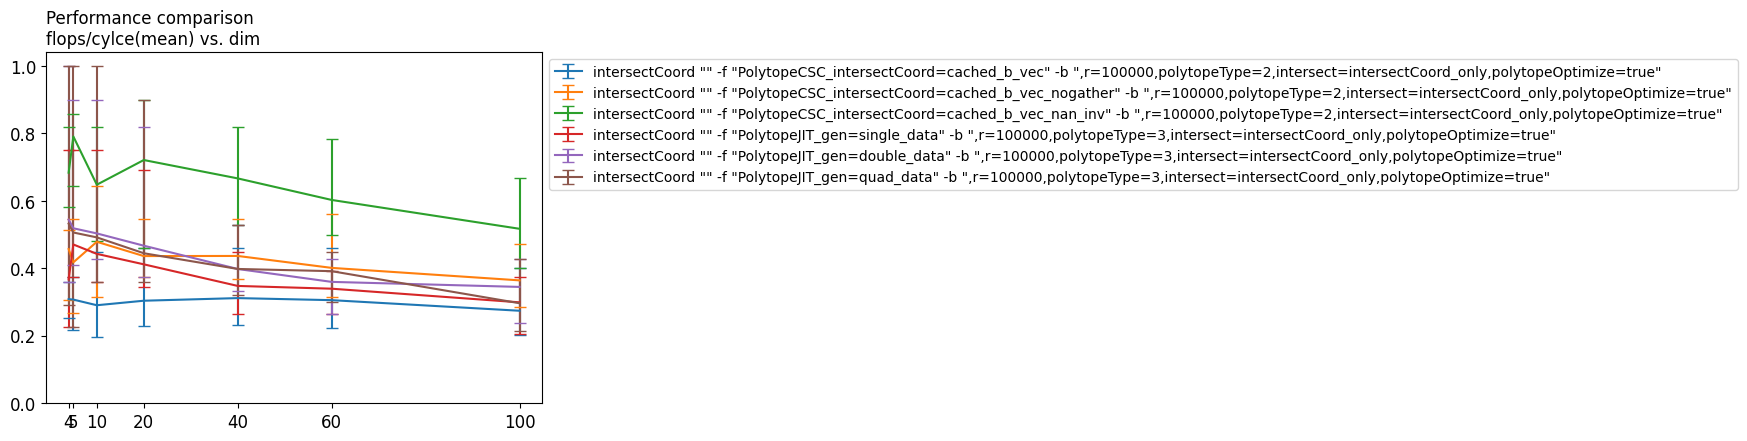 Performance comparison
flops/cylce(mean) vs. dim
1.0
0.8
0.6
0.4
0.2
0.0
4 5 10 20 40 60 100
intersectCoord "" -f "PolytopeCSC_intersectCoord=cached_b_vec" -b ",r=100000,polytopeType=2,intersect=intersectCoord_only,polytopeOptimize=true"
intersectCoord "" -f "PolytopeCSC_intersectCoord=cached_b_vec_nogather" -b ",r=100000,polytopeType=2,intersect=intersectCoord_only,polytopeOptimize=true"
intersectCoord "" -f "PolytopeCSC_intersectCoord=cached_b_vec_nan_inv" -b ",r=100000,polytopeType=2,intersect=intersectCoord_only,polytopeOptimize=true"
intersectCoord "" -f "PolytopeJIT_gen=single_data" -b ",r=100000,polytopeType=3,intersect=intersectCoord_only,polytopeOptimize=true"
intersectCoord "" -f "PolytopeJIT_gen=double_data" -b ",r=100000,polytopeType=3,intersect=intersectCoord_only,polytopeOptimize=true"
intersectCoord "" -f "PolytopeJIT_gen=quad_data" -b ",r=100000,polytopeType=3,intersect=intersectCoord_only,polytopeOptimize=true"